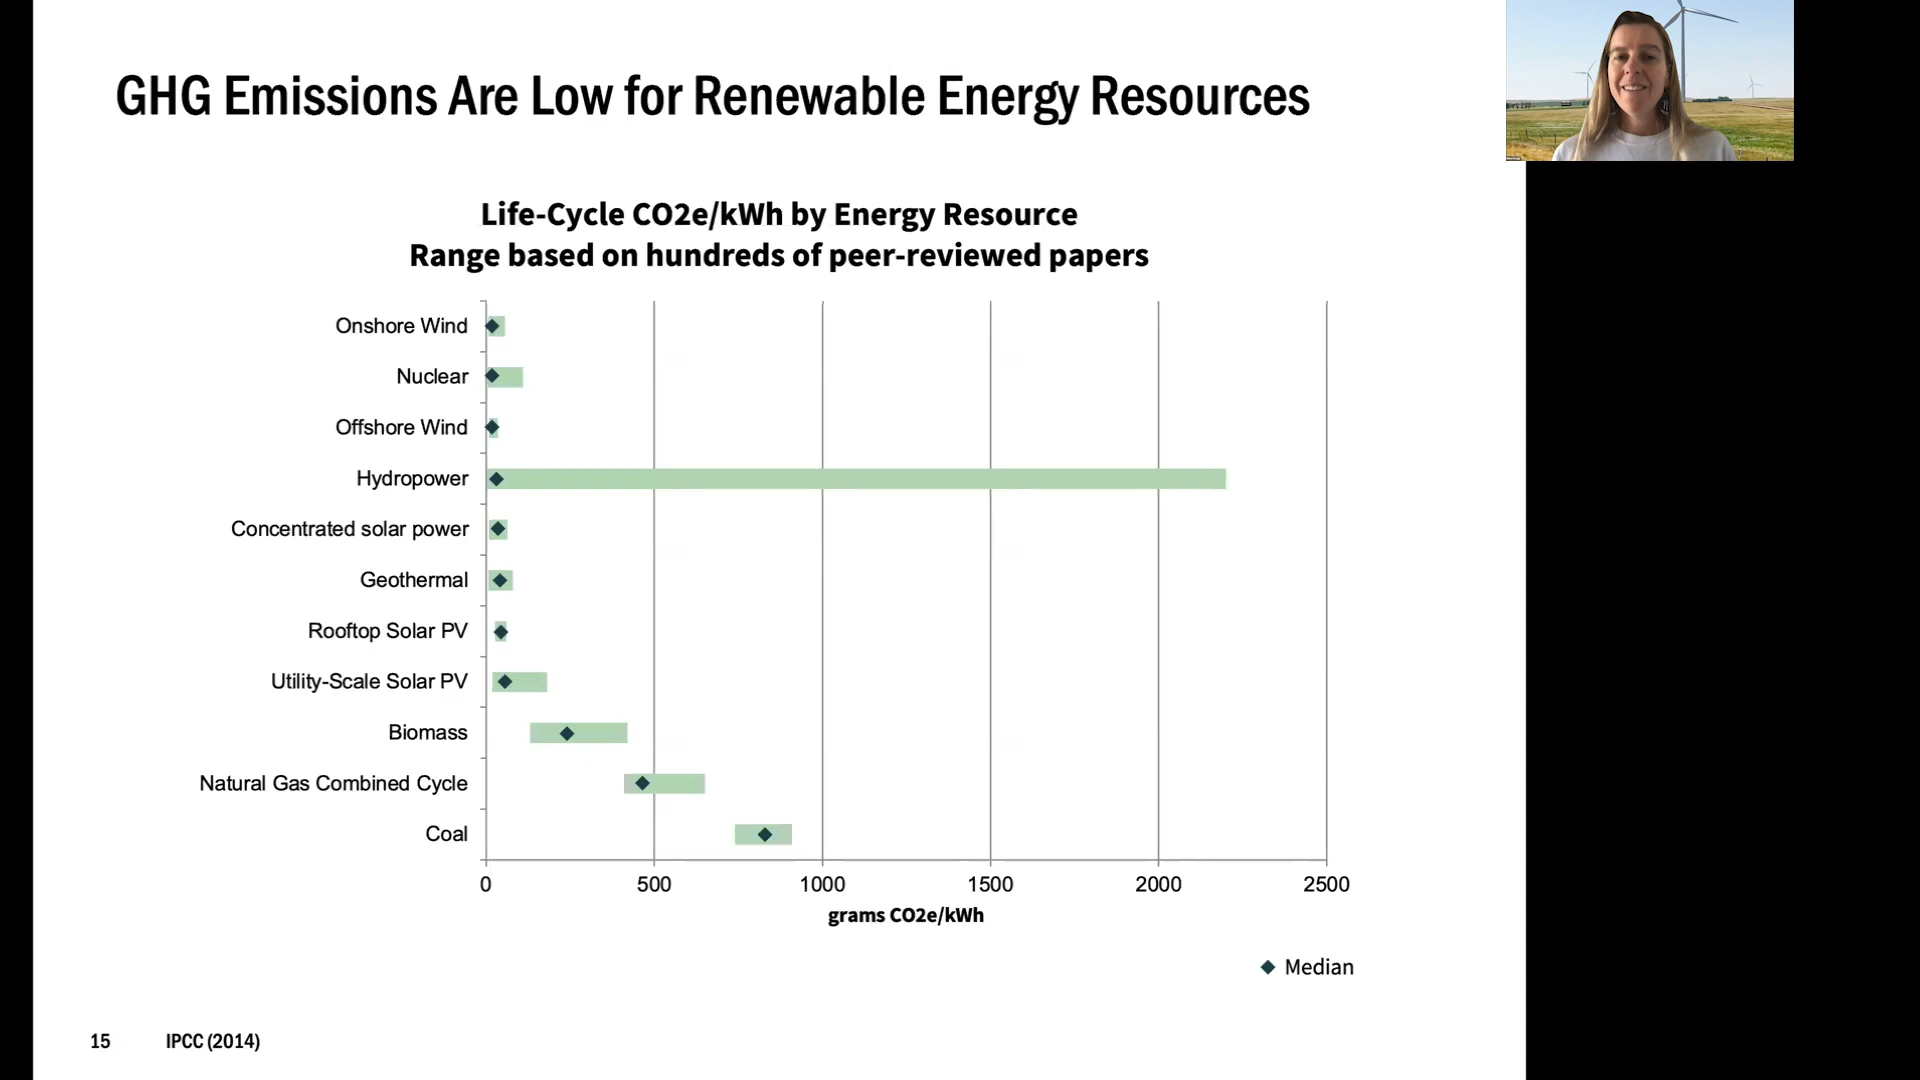 GHG Emissions Are Low for Renewable Energy Resources
Life-Cycle CO2e/kWh by Energy Resource
Range based on hundreds of peer-reviewed papers
Onshore Wind
Nuclear
Offshore Wind
Hydropower
Concentrated solar power
Geothermal
Rooftop Solar PV
Utility-Scale Solar PV
Biomass
Natural Gas Combined Cycle
Coal
0 500 1000 1500 2000 2500
grams CO2e/kWh
Median
15 IPCC (2014)